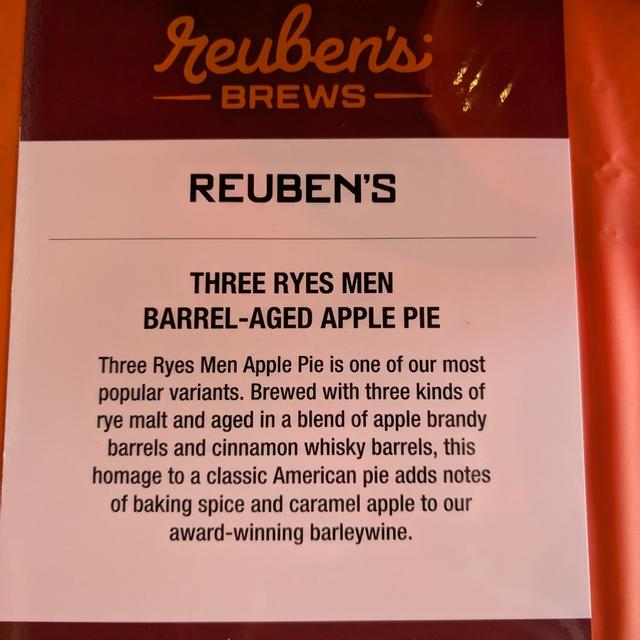 reuben's
BREWS
REUBEN'S
THREE RYES MEN
BARREL-AGED APPLE PIE
Three Ryes Men Apple Pie is one of our most
popular variants. Brewed with three kinds of
rye malt and aged in a blend of apple brandy
barrels and cinnamon whisky barrels, this
homage to a classic American pie adds notes
of baking spice and caramel apple to our
award-winning barleywine.